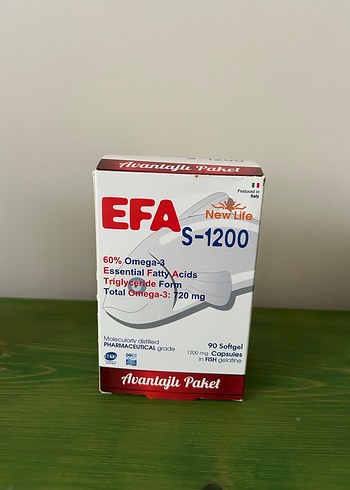 S-1200
Avantajlı Paket
Produced in
Italy
EFA
New Life
S-1200
60% Omega-3
Essential Fatty Acids
Triglyceride Form
Total Omega-3: 720 mg
Molecularly distilled
PHARMACEUTICAL grade
90 Softgel
1200 mg Capsules
in FISH gelatine
Avantajlı Paket